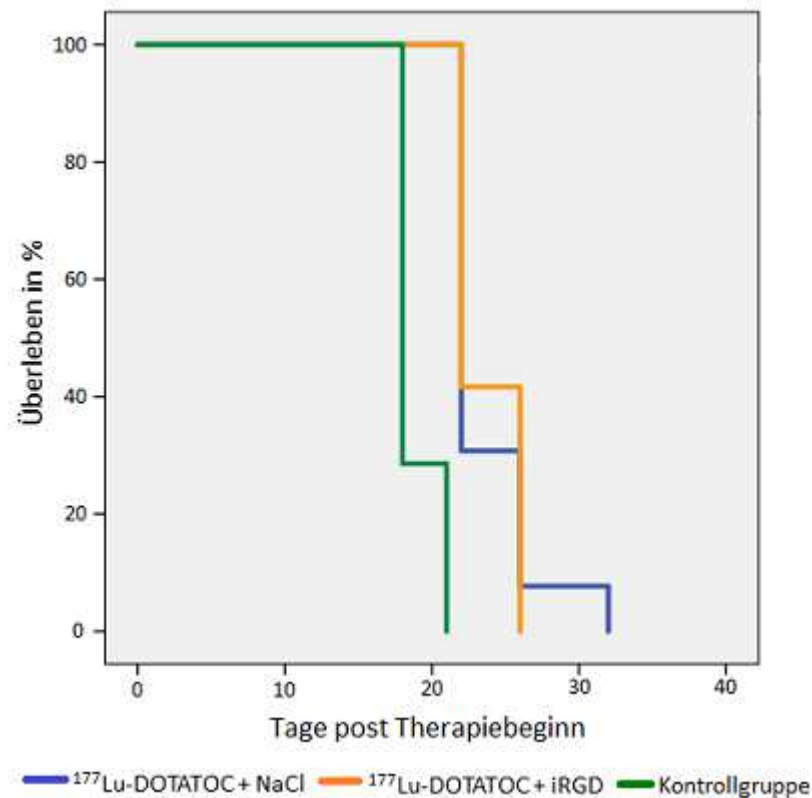 100
80
60
40
20
0
Überleben in %
0 10 20 30 40
Tage post Therapiebeginn
¹⁷⁷Lu-DOTATOC + NaCl ¹⁷⁷Lu-DOTATOC + iRGD Kontrollgruppe